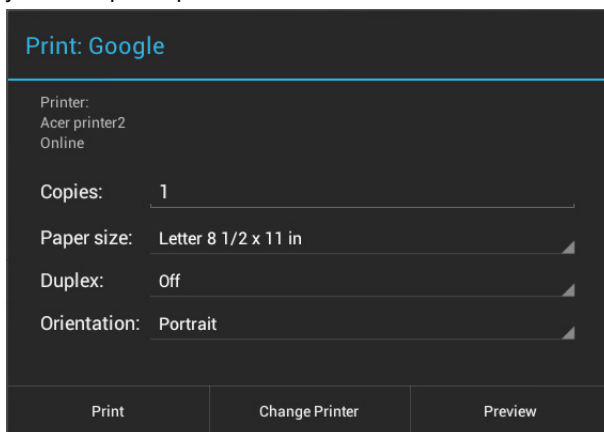 Print: Google
Printer:
Acer printer2
Online
Copies: 1
Paper size: Letter 8 1/2 x 11 in
Duplex: Off
Orientation: Portrait
Print Change Printer Preview